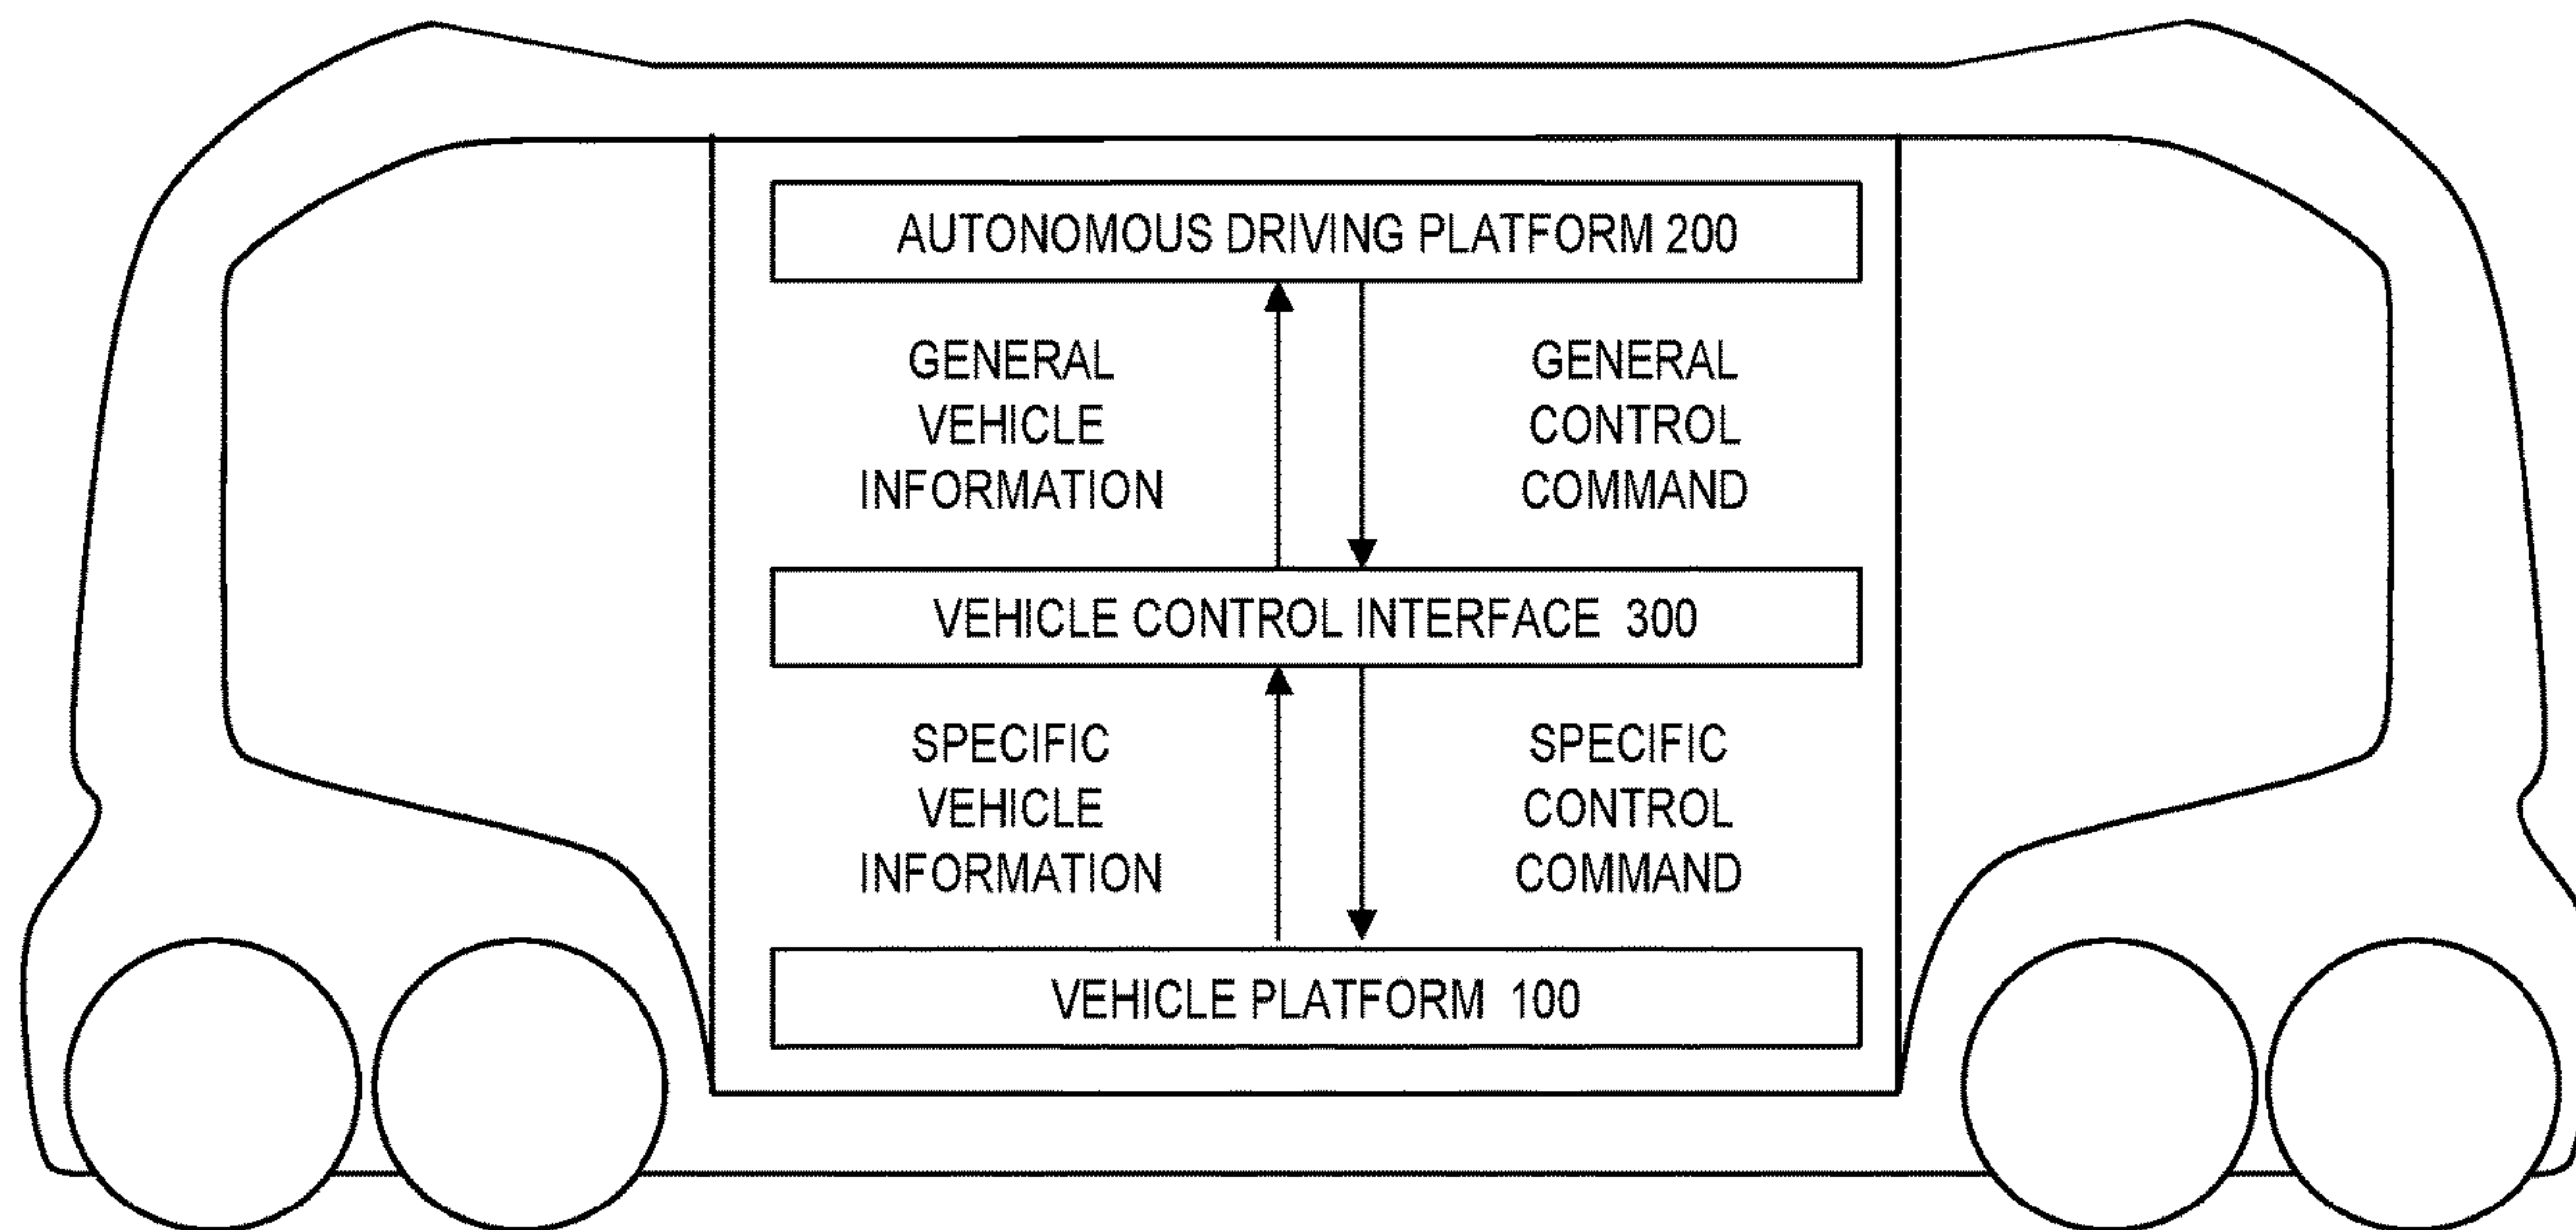 AUTONOMOUS DRIVING PLATFORM 200
GENERAL
VEHICLE
INFORMATION
GENERAL
CONTROL
COMMAND
VEHICLE CONTROL INTERFACE 300
SPECIFIC
VEHICLE
INFORMATION
SPECIFIC
CONTROL
COMMAND
VEHICLE PLATFORM 100